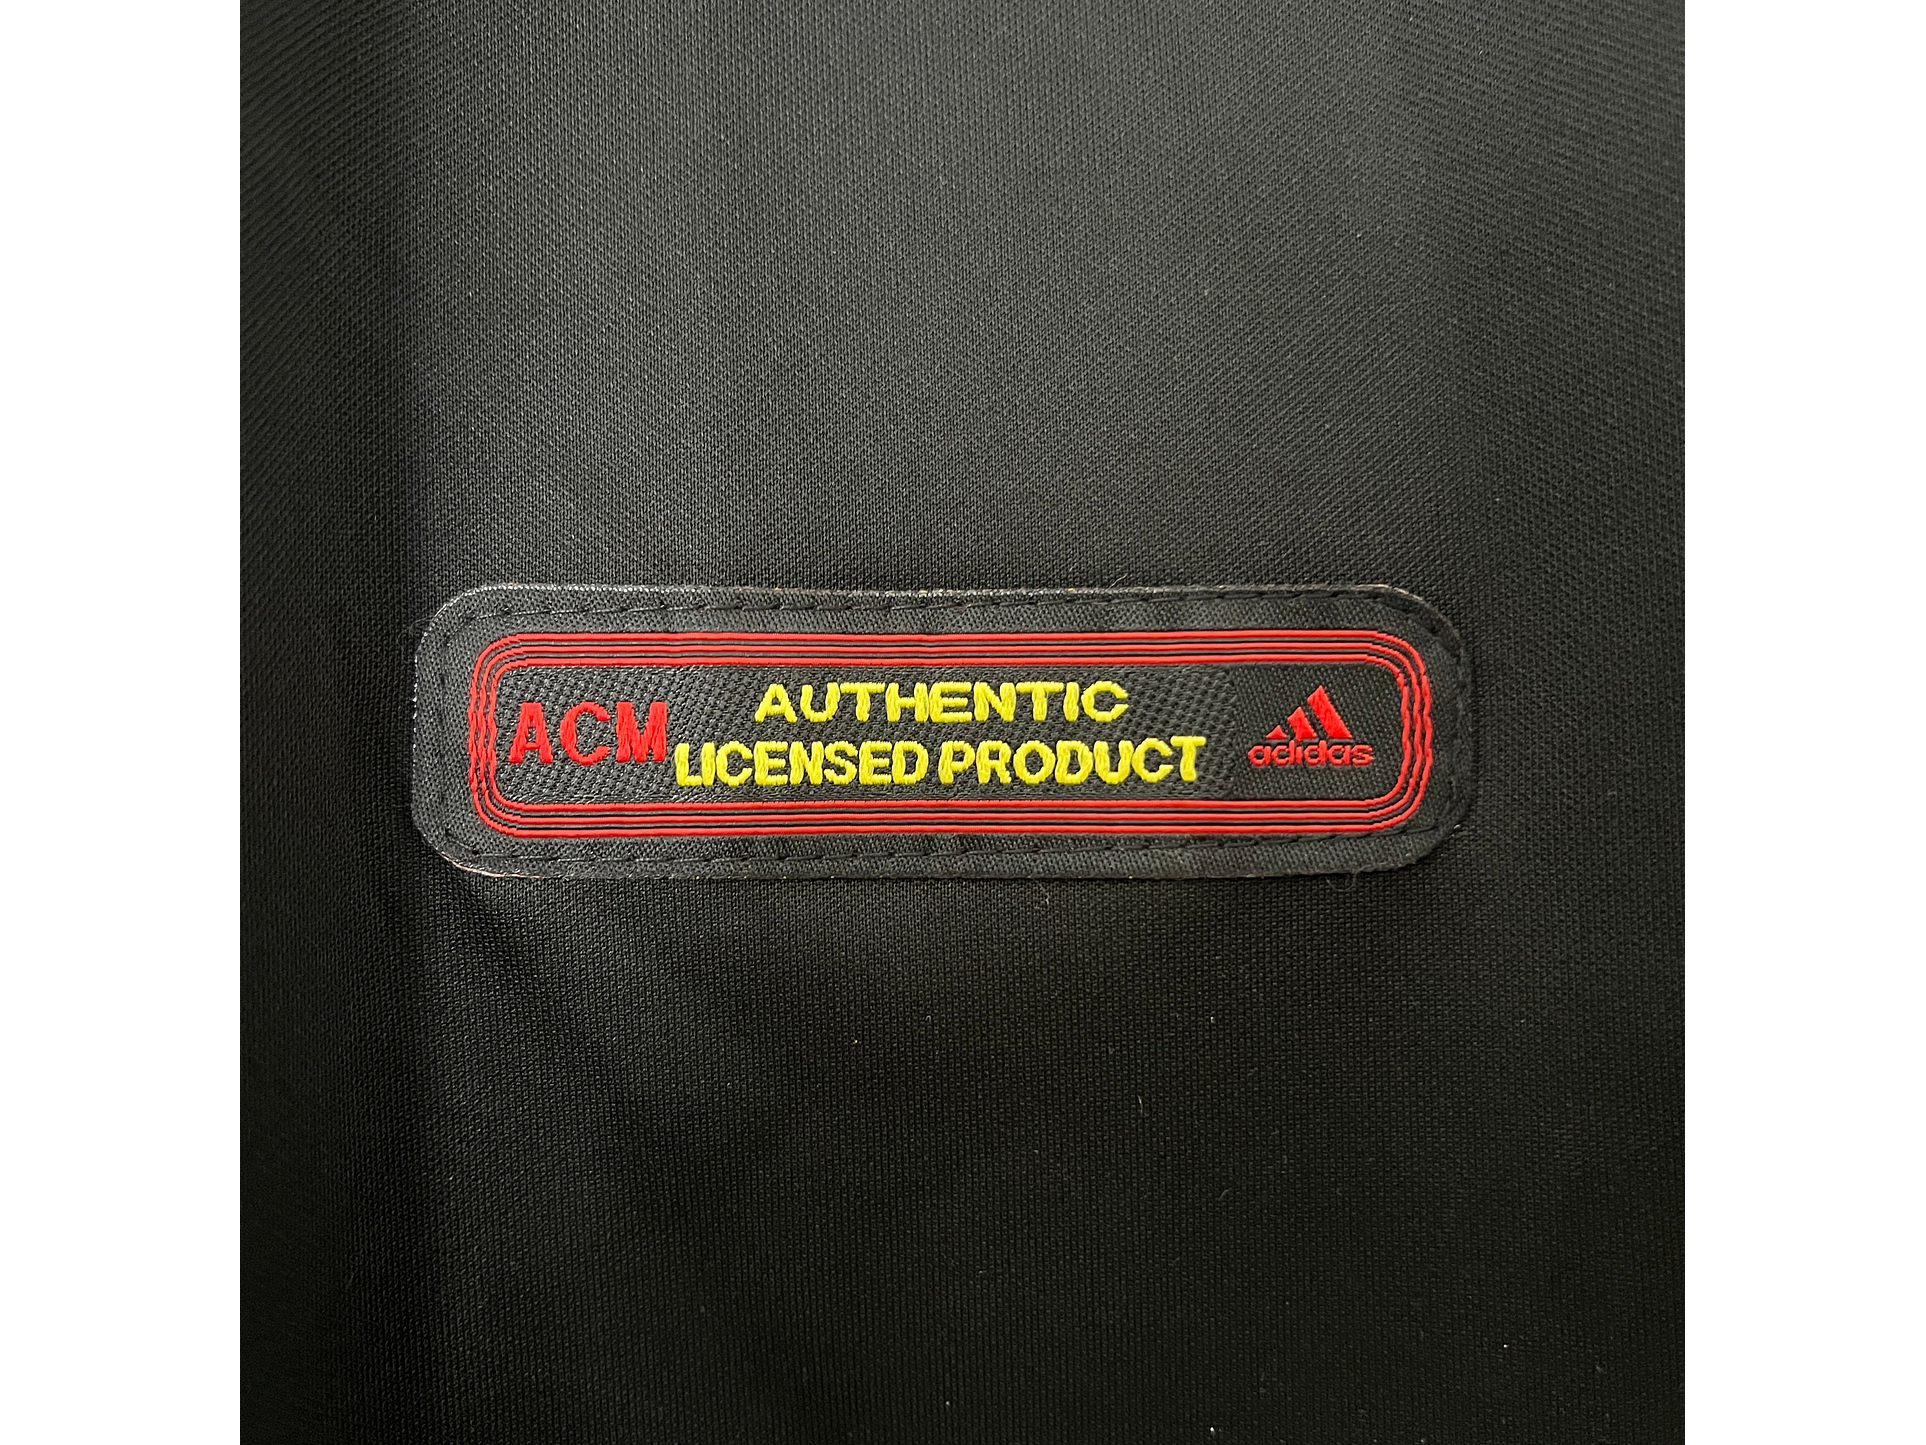 ACM
AUTHENTIC
LICENSED PRODUCT
adidas